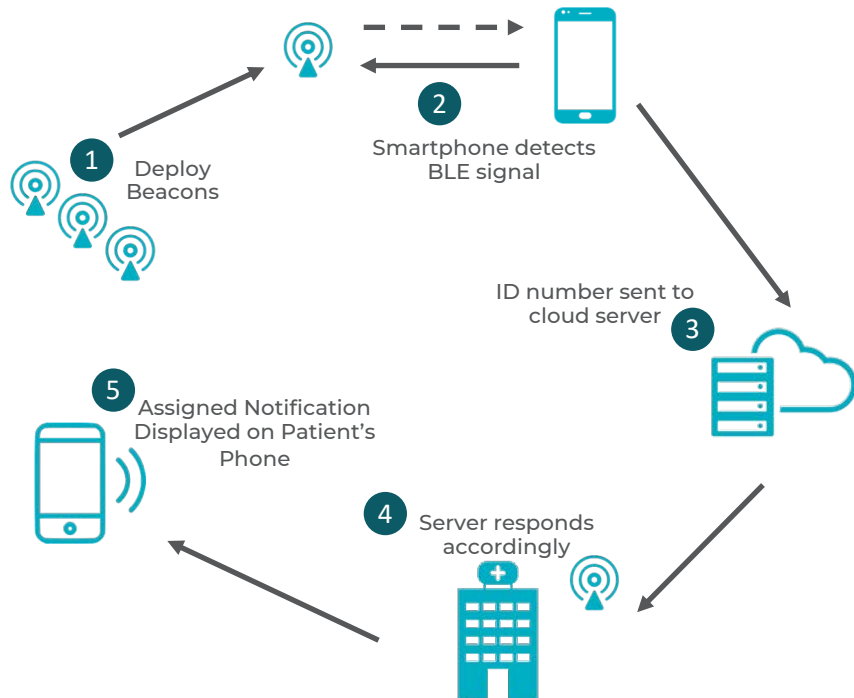 1
Deploy
Beacons
2
Smartphone detects
BLE signal
ID number sent to
cloud server
3
4
Server responds
accordingly
5
Assigned Notification
Displayed on Patient’s
Phone